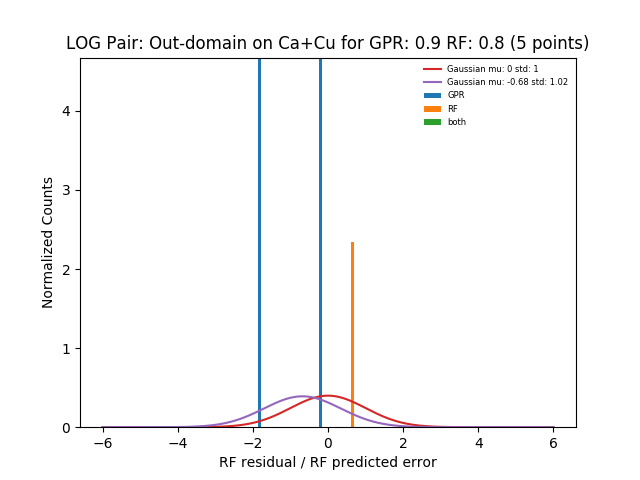 LOG Pair: Out-domain on Ca+Cu for GPR: 0.9 RF: 0.8 (5 points)
Gaussian mu: 0 std: 1
Gaussian mu: -0.68 std: 1.02
GPR
RF
both
Normalized Counts
4
3
2
1
0
−6 −4 −2 0 2 4 6
RF residual / RF predicted error